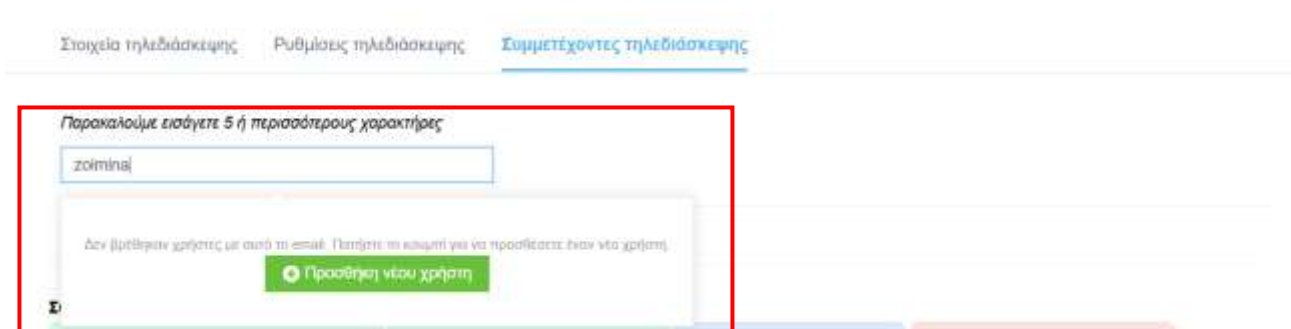 Στοιχεία τηλεδιάσκεψης Ρυθμίσεις τηλεδιάσκεψης Συμμετέχοντες τηλεδιάσκεψης
Παρακαλούμε εισάγετε 5 ή περισσότερους χαρακτήρες
zoimina
Δεν βρέθηκαν χρήστες με αυτό το email. Πατήστε το κουμπί για να προσθέσετε έναν νέο χρήστη.
Προσθήκη νέου χρήστη